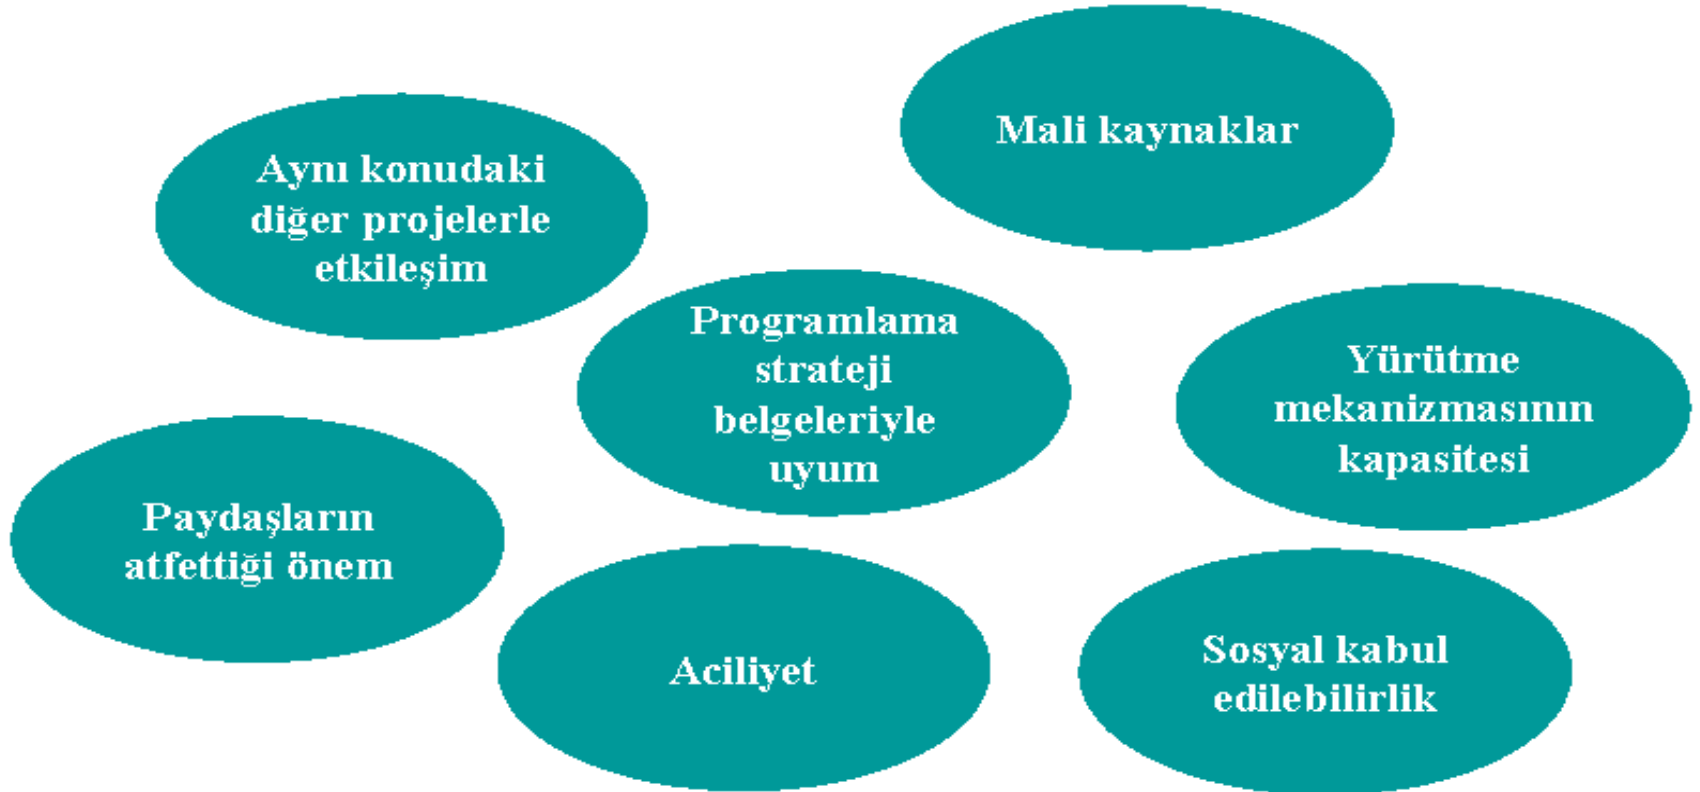 Mali kaynaklar
Aynı konudaki
diğer projelerle
etkileşim
Programlama
strateji
belgeleriyle
uyum
Yürütme
mekanizmasının
kapasitesi
Paydaşların
atfettiği önem
Aciliyet
Sosyal kabul
edilebilirlik